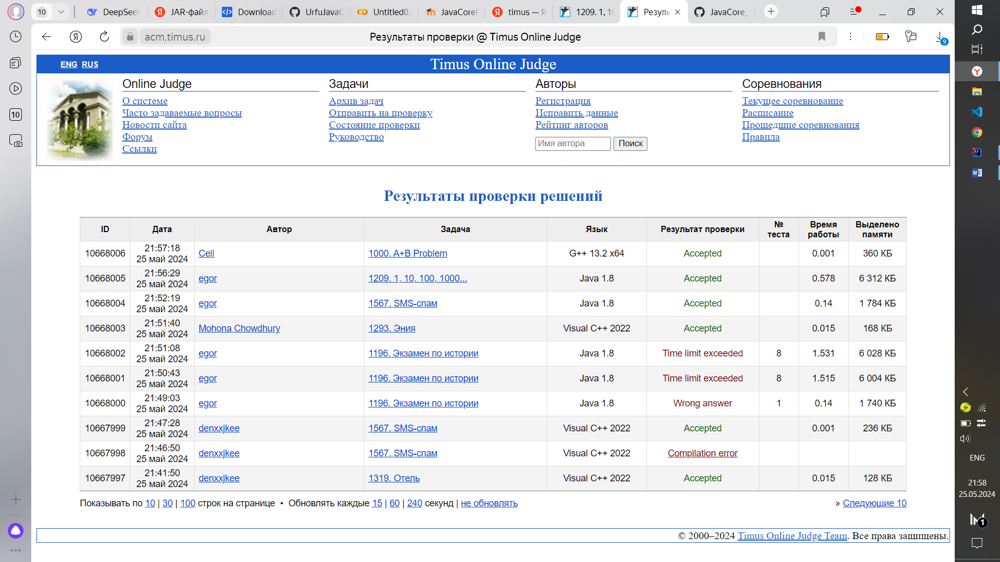 10
DeepSeek
JAR-файл
Download
UrfuJavaC
Untitled0.i
JavaCoreP
timus — Я
1209. 1, 10
Резуль
JavaCore_
acm.timus.ru
Результаты проверки @ Timus Online Judge
9
10
ENG RUS
Timus Online Judge
Online Judge
О системе
Часто задаваемые вопросы
Новости сайта
Форум
Ссылки
Задачи
Архив задач
Отправить на проверку
Состояние проверки
Руководство
Авторы
Регистрация
Исправить данные
Рейтинг авторов
Имя автора Поиск
Соревнования
Текущее соревнование
Расписание
Прошедшие соревнования
Правила
Результаты проверки решений
ID Дата Автор Задача Язык Результат проверки № теста Время работы Выделено памяти
10668006 21:57:18 25 май 2024 Cell 1000. A+B Problem G++ 13.2 x64 Accepted 0.001 360 КБ
10668005 21:56:29 25 май 2024 egor 1209. 1, 10, 100, 1000... Java 1.8 Accepted 0.578 6 312 КБ
10668004 21:52:19 25 май 2024 egor 1567. SMS-спам Java 1.8 Accepted 0.14 1 784 КБ
10668003 21:51:40 25 май 2024 Mohona Chowdhury 1293. Эния Visual C++ 2022 Accepted 0.015 168 КБ
10668002 21:51:08 25 май 2024 egor 1196. Экзамен по истории Java 1.8 Time limit exceeded 8 1.531 6 028 КБ
10668001 21:50:43 25 май 2024 egor 1196. Экзамен по истории Java 1.8 Time limit exceeded 8 1.515 6 004 КБ
10668000 21:49:03 25 май 2024 egor 1196. Экзамен по истории Java 1.8 Wrong answer 1 0.14 1 740 КБ
10667999 21:47:28 25 май 2024 denxxjkee 1567. SMS-спам Visual C++ 2022 Accepted 0.001 236 КБ
10667998 21:46:50 25 май 2024 denxxjkee 1567. SMS-спам Visual C++ 2022 Compilation error
10667997 21:41:50 25 май 2024 denxxjkee 1319. Отель Visual C++ 2022 Accepted 0.015 128 КБ
Показывать по 10 | 30 | 100 строк на странице • Обновлять каждые 15 | 60 | 240 секунд | не обновлять
» Следующие 10
© 2000–2024 Timus Online Judge Team. Все права защищены.
ENG
21:58
25.05.2024
1